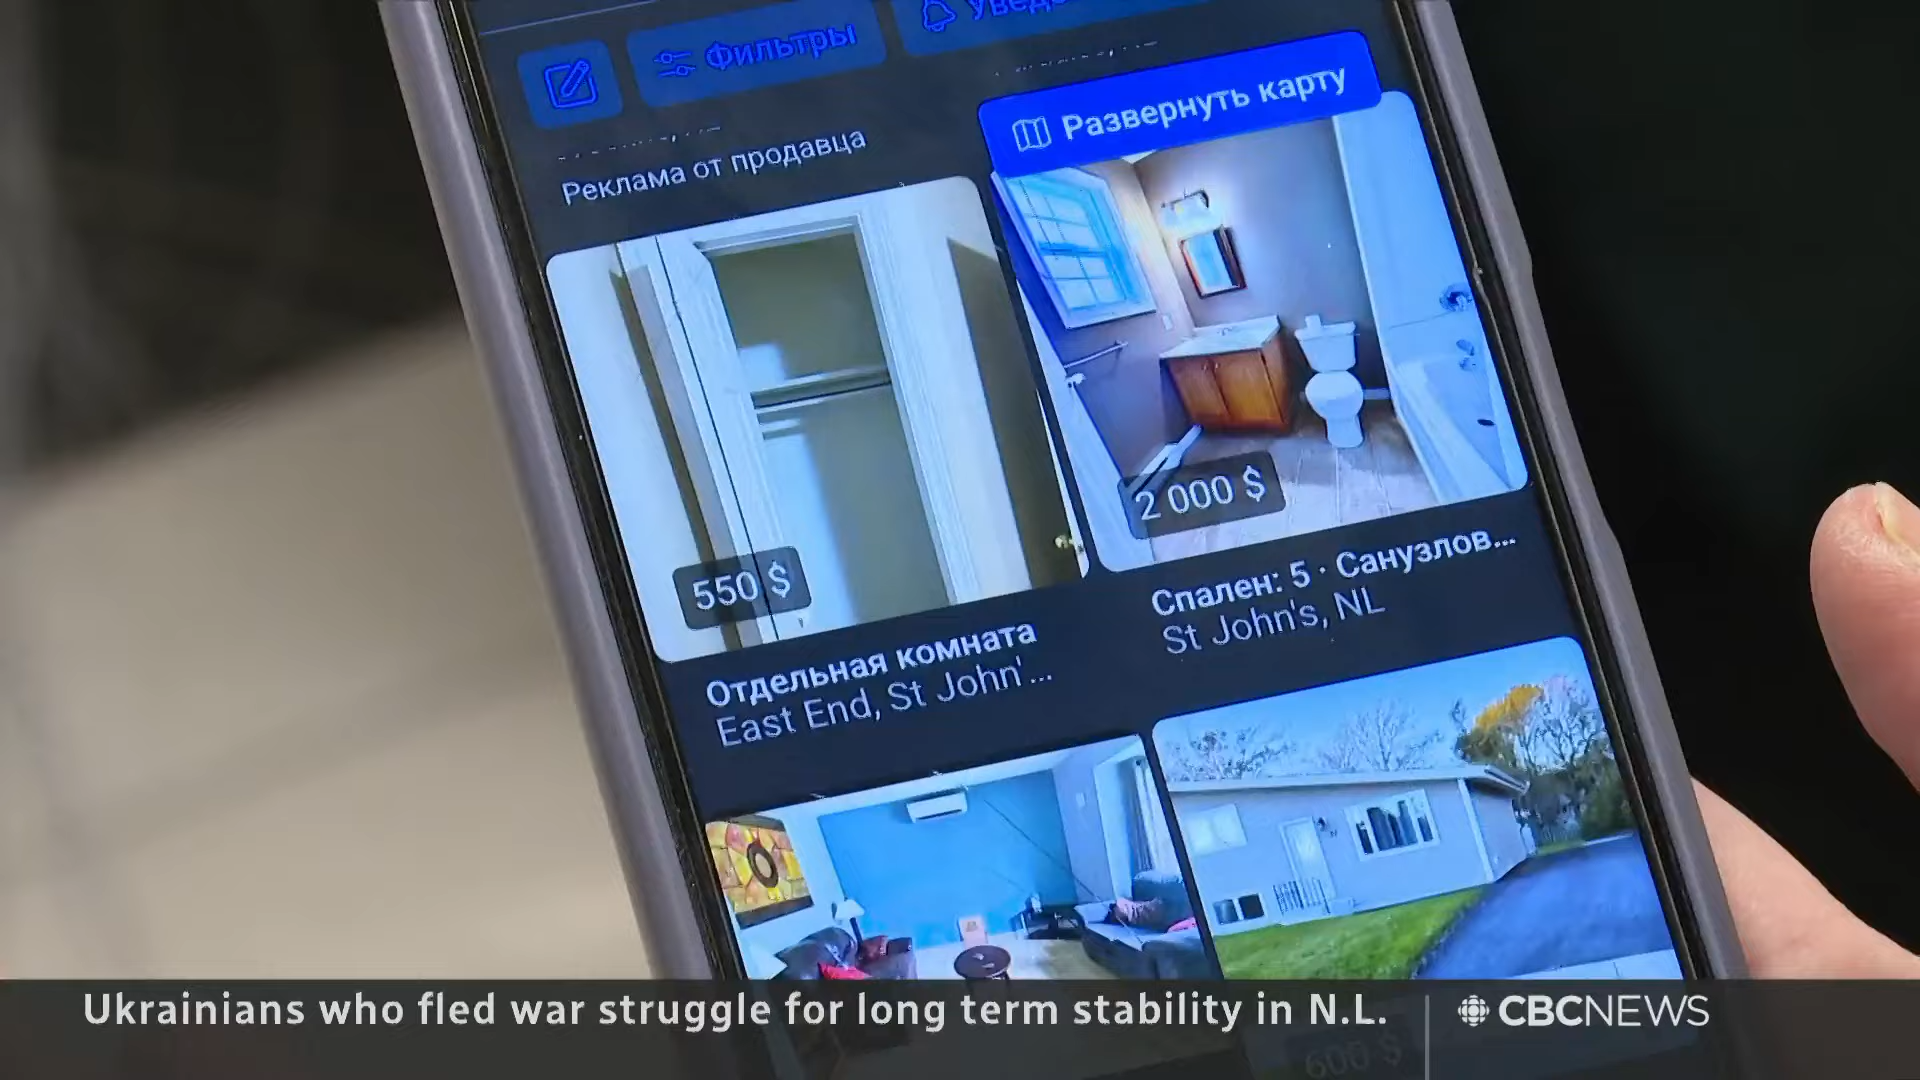 Фильтры
Развернуть карту
Реклама от продавца
550 $
2 000 $
Отдельная комната
East End, St John'...
Спален: 5 · Санузлов...
St John's, NL
Ukrainians who fled war struggle for long term stability in N.L.
CBCNEWS
600 $